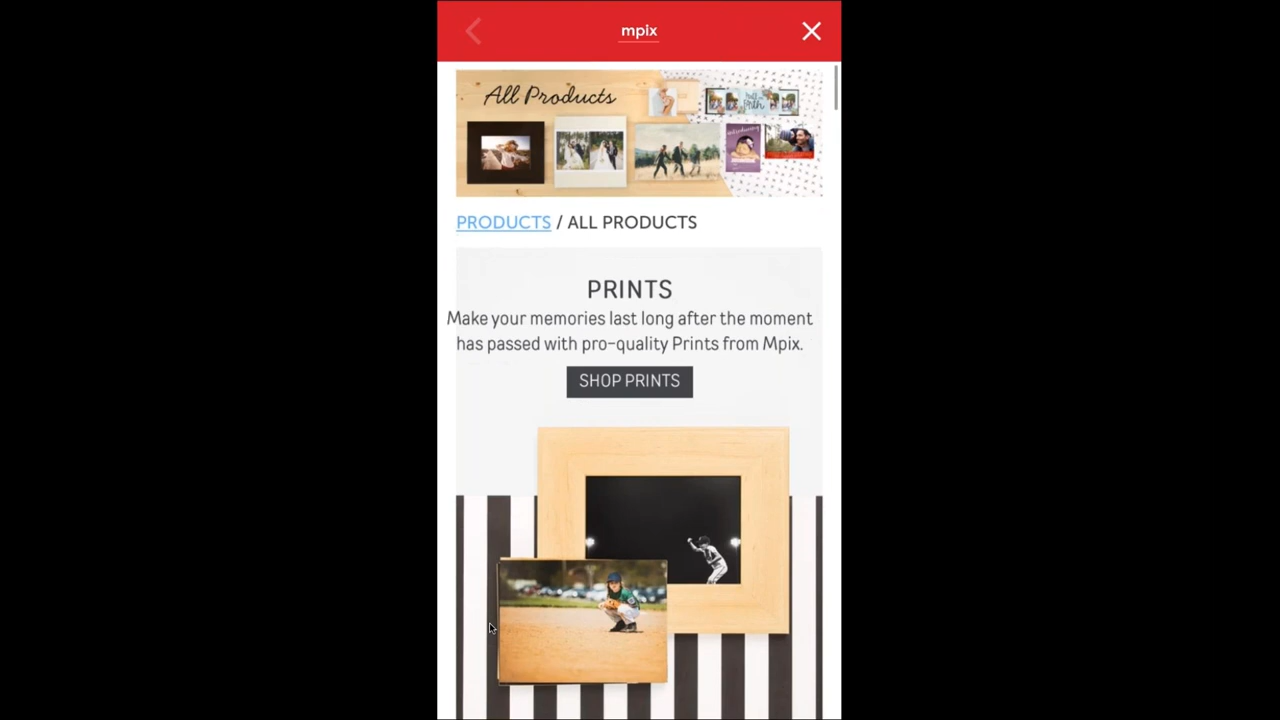 mpix
All Products
PRODUCTS / ALL PRODUCTS
PRINTS
Make your memories last long after the moment
has passed with pro-quality Prints from Mpix.
SHOP PRINTS